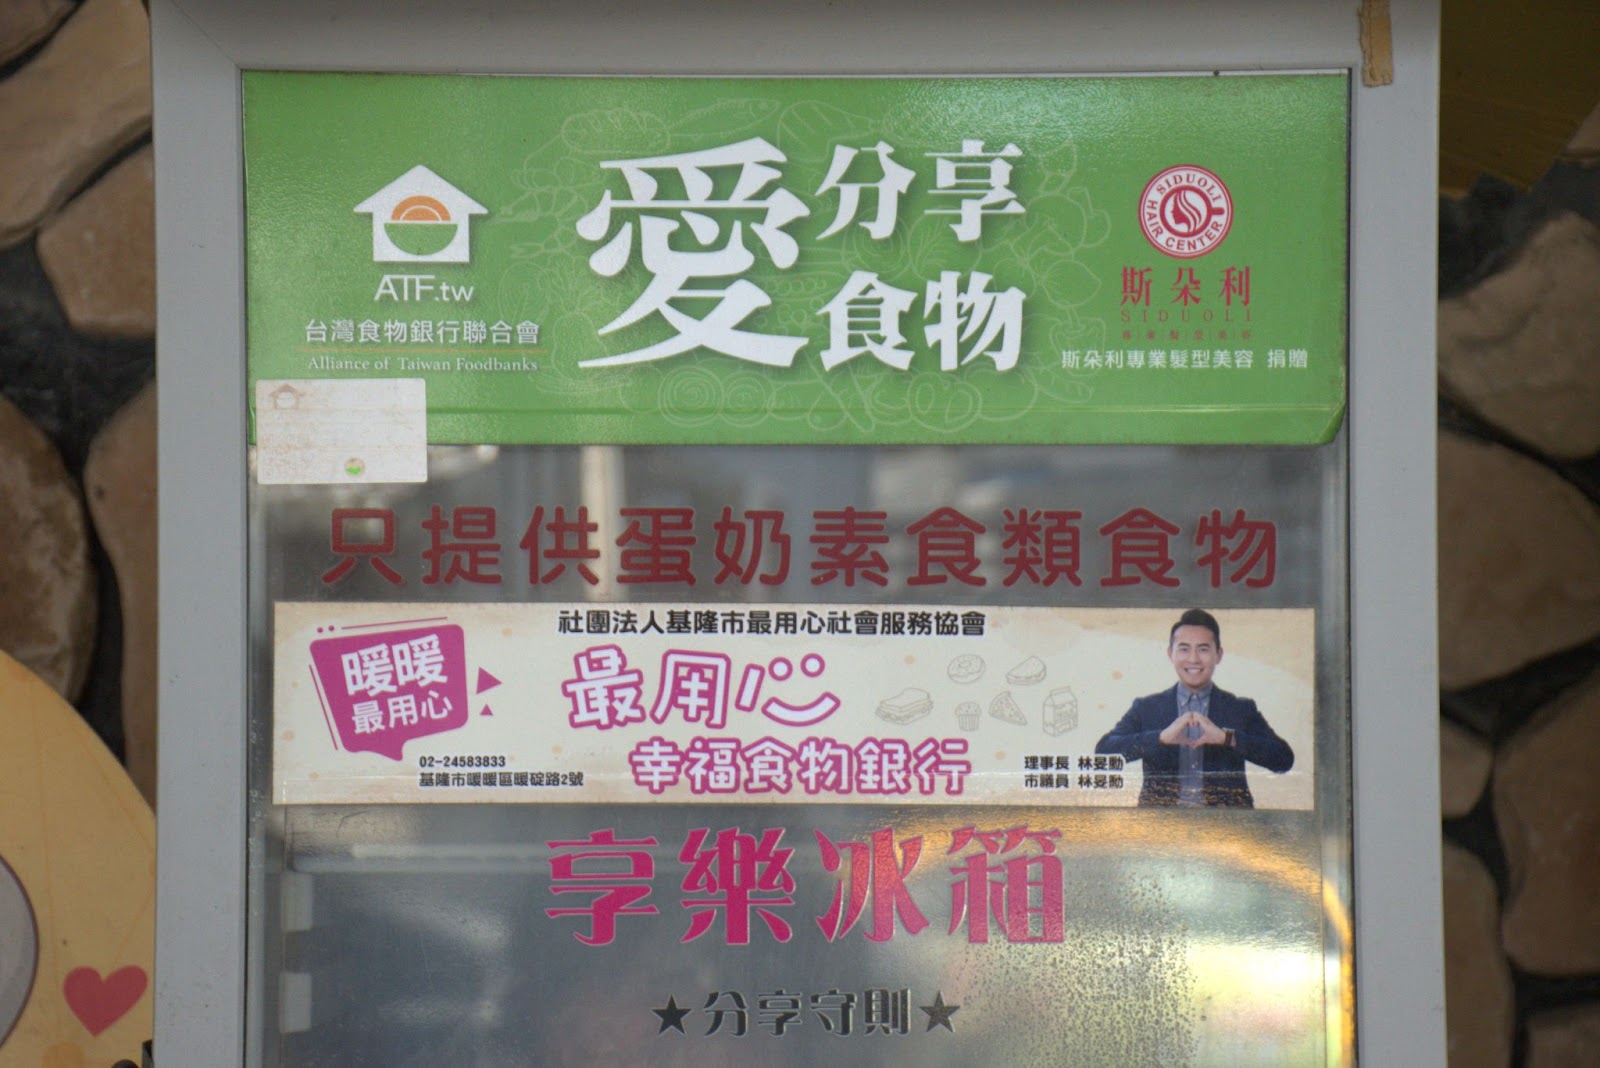 ATF.tw
台灣食物銀行聯合會
Alliance of Taiwan Foodbanks
愛分享食物
SIDUOLI HAIR CENTER
斯朵利
SIDUOLI
斯朵利專業髮型美容 捐贈
只提供蛋奶素食類食物
社團法人基隆市最用心社會服務協會
暖暖
最用心
最用心
幸福食物銀行
02-24583833
基隆市暖暖區暖碇路2號
理事長 林旻勳
市議員 林旻勳
享樂冰箱
★分享守則★